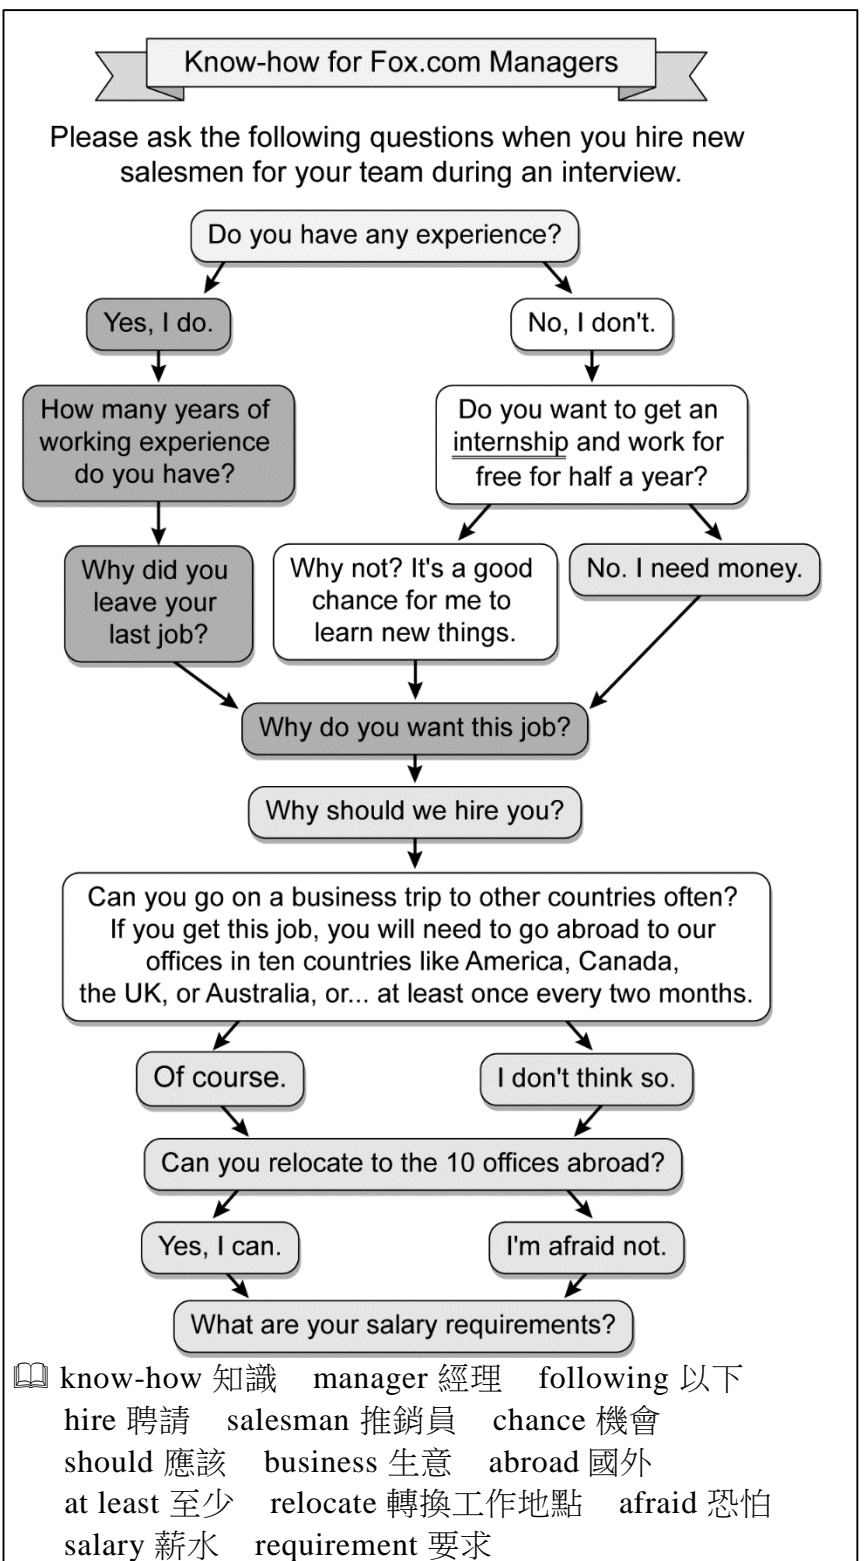 Know-how for Fox.com Managers
Please ask the following questions when you hire new
salesmen for your team during an interview.
Do you have any experience?
Yes, I do.
No, I don't.
How many years of
working experience
do you have?
Do you want to get an
internship and work for
free for half a year?
Why did you
leave your
last job?
Why not? It's a good
chance for me to
learn new things.
No. I need money.
Why do you want this job?
Why should we hire you?
Can you go on a business trip to other countries often?
If you get this job, you will need to go abroad to our
offices in ten countries like America, Canada,
the UK, or Australia, or... at least once every two months.
Of course.
I don't think so.
Can you relocate to the 10 offices abroad?
Yes, I can.
I'm afraid not.
What are your salary requirements?
🕮 know-how 知識 manager 經理 following 以下
hire 聘請 salesman 推銷員 chance 機會
should 應該 business 生意 abroad 國外
at least 至少 relocate 轉換工作地點 afraid 恐怕
salary 薪水 requirement 要求